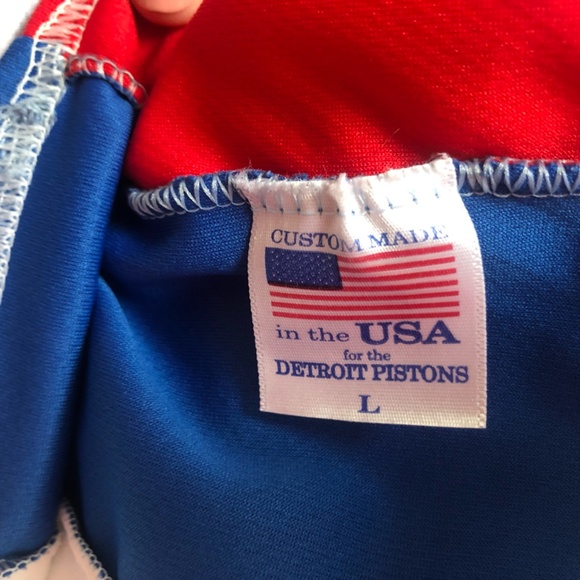 CUSTOM MADE
in the USA
for the
DETROIT PISTONS
L